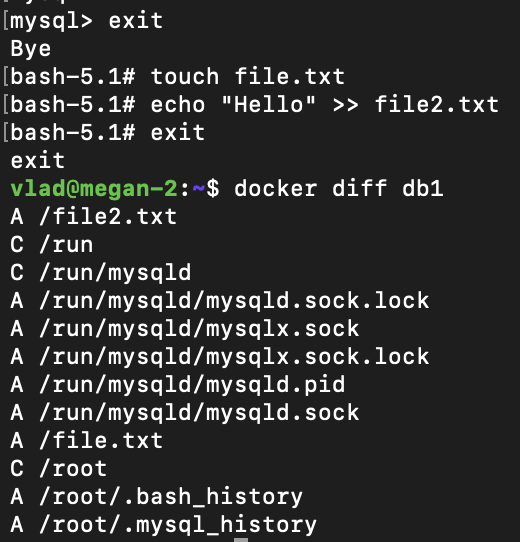 [mysql> exit
Bye
[bash-5.1# touch file.txt
[bash-5.1# echo "Hello" >> file2.txt
[bash-5.1# exit
exit
vlad@megan-2:~$ docker diff db1
A /file2.txt
C /run
C /run/mysqld
A /run/mysqld/mysqld.sock.lock
A /run/mysqld/mysqlx.sock
A /run/mysqld/mysqlx.sock.lock
A /run/mysqld/mysqld.pid
A /run/mysqld/mysqld.sock
A /file.txt
C /root
A /root/.bash_history
A /root/.mysql_history